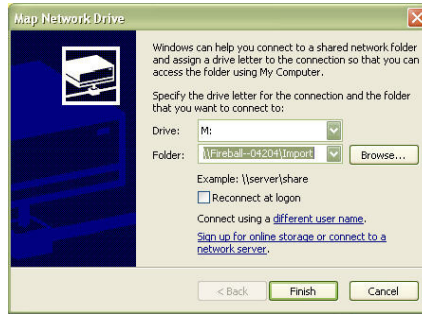 Map Network Drive
Windows can help you connect to a shared network folder
and assign a drive letter to the connection so that you can
access the folder using My Computer.
Specify the drive letter for the connection and the folder
that you want to connect to:
Drive: M:
Folder: \\Fireball--04204\Import Browse...
Example: \\server\share
Reconnect at logon
Connect using a different user name.
Sign up for online storage or connect to a
network server.
< Back Finish Cancel